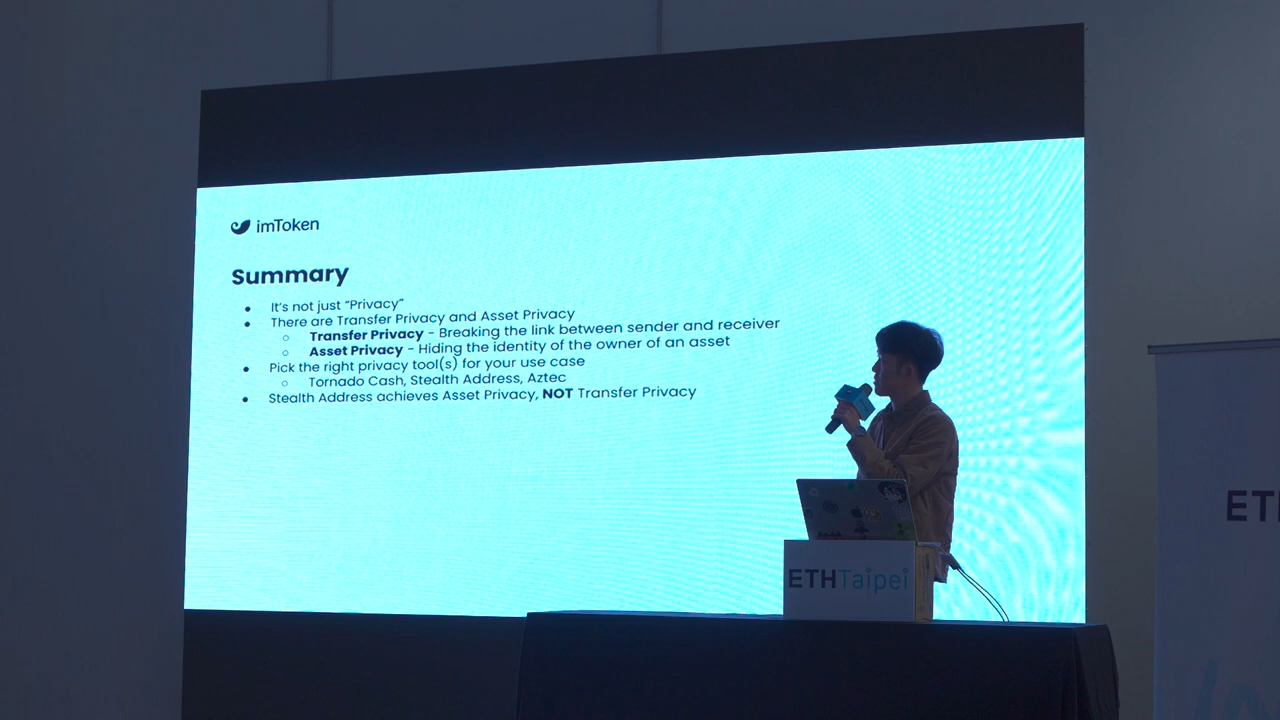 imToken
Summary
● It's not just “Privacy”
● There are Transfer Privacy and Asset Privacy
○ Transfer Privacy - Breaking the link between sender and receiver
○ Asset Privacy - Hiding the identity of the owner of an asset
● Pick the right privacy tool(s) for your use case
○ Tornado Cash, Stealth Address, Aztec
● Stealth Address achieves Asset Privacy, NOT Transfer Privacy
ETHTaipei
ET